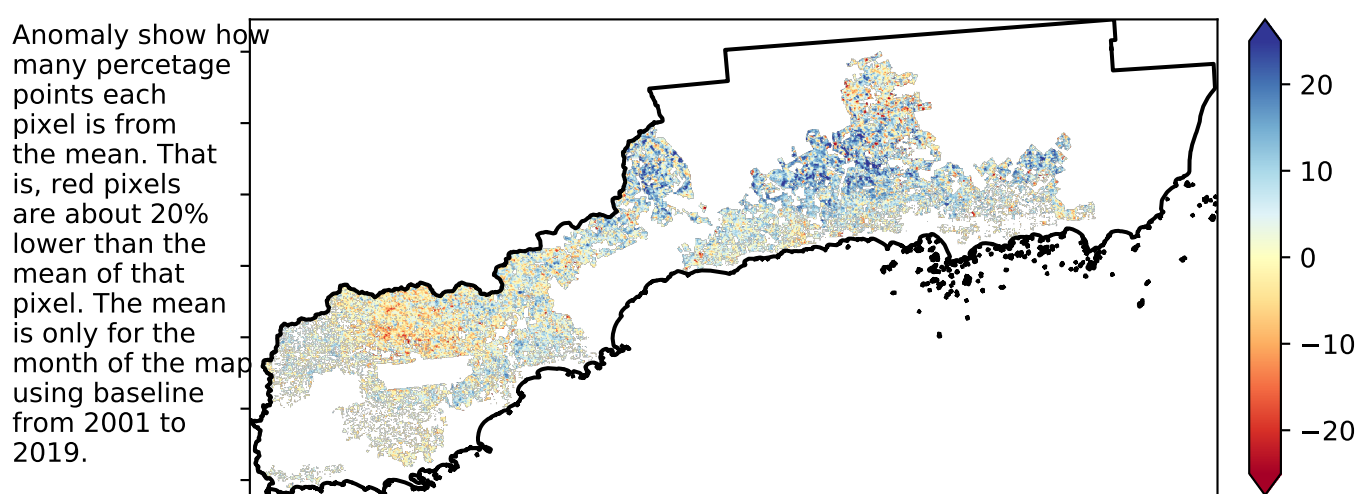 Anomaly show how
many percetage
points each
pixel is from
the mean. That
is, red pixels
are about 20%
lower than the
mean of that
pixel. The mean
is only for the
month of the map
using baseline
from 2001 to
2019.
20
10
0
−10
−20